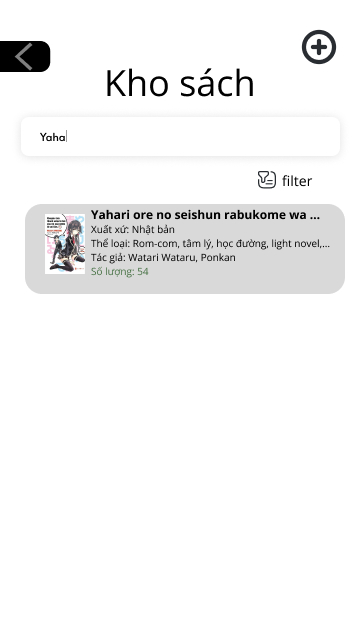 Kho sách
Yaha
filter
Yahari ore no seishun rabukome wa ...
Xuất xứ: Nhật bản
Thể loại: Rom-com, tâm lý, học đường, light novel,...
Tác giả: Watari Wataru, Ponkan
Số lượng: 54